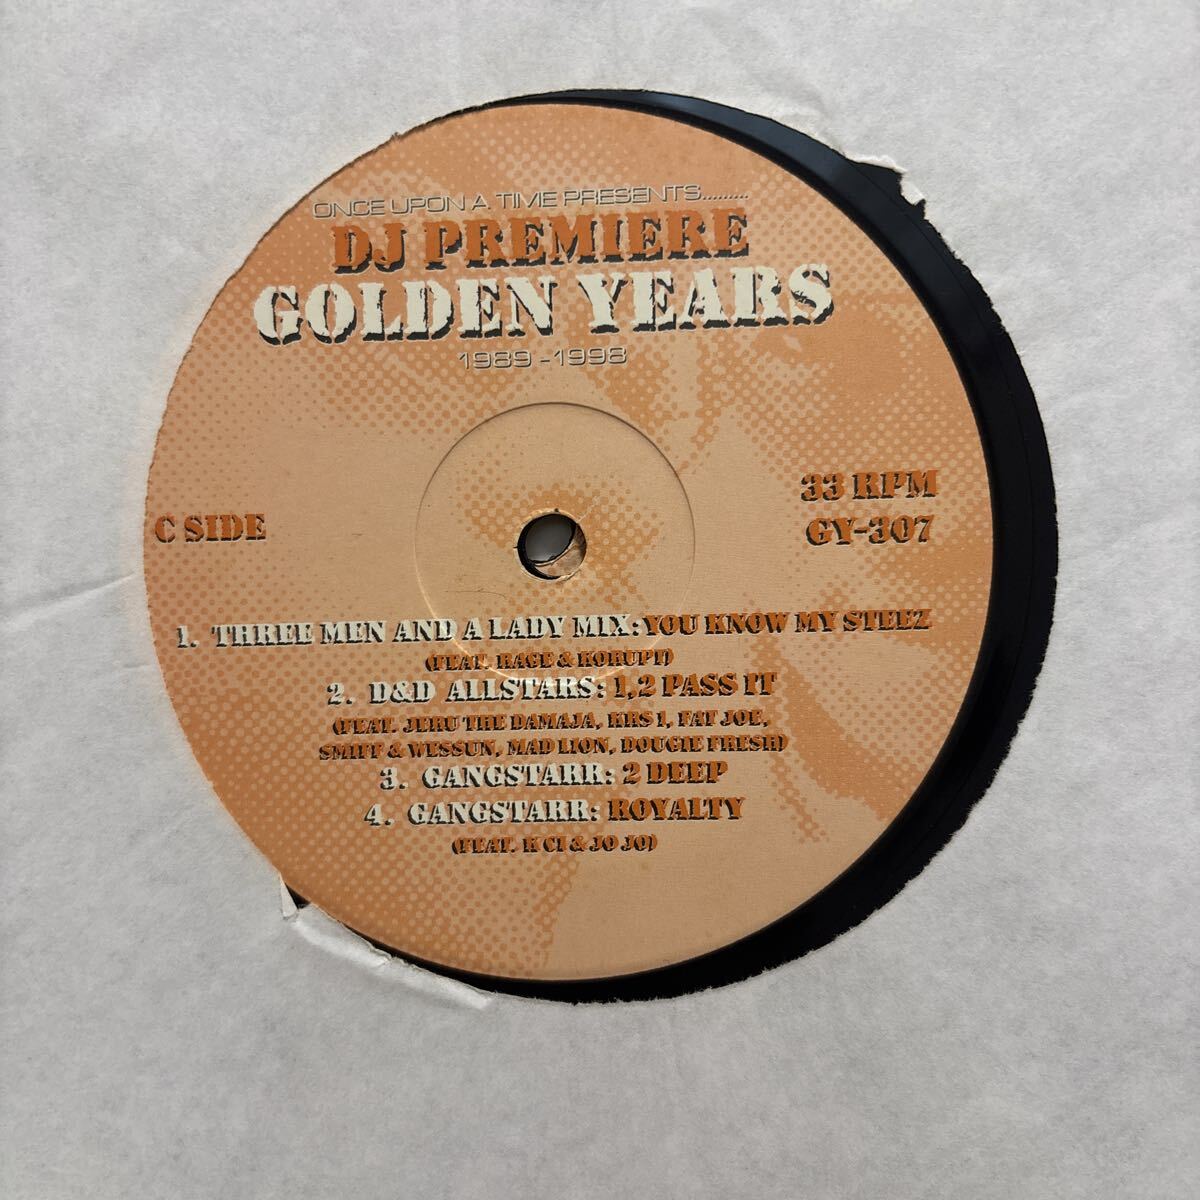 ONCE UPON A TIME PRESENTS.........
DJ PREMIERE
GOLDEN YEARS
1989 - 1998
C SIDE
33 RPM
GY-307
1. THREE MEN AND A LADY MIX: YOU KNOW MY STEEZ
(FEAT. RAGE & KORUPT)
2. D&D ALLSTARS: 1,2 PASS IT
(FEAT. JERU THE DAMAJA, KRS 1, FAT JOE,
SMIFF & WESSUN, MAD LION, DOUGIE FRESH)
3. GANGSTARR: 2 DEEP
4. GANGSTARR: ROYALTY
(FEAT. K CI & JO JO)